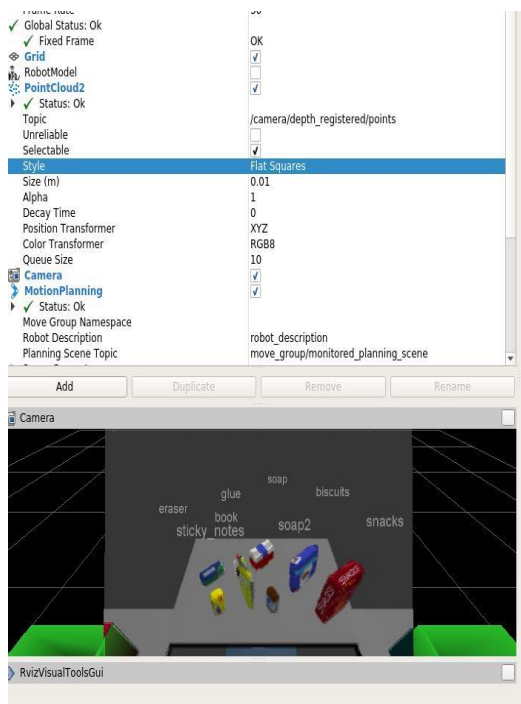 Frame Rate 30
Global Status: Ok
Fixed Frame OK
Grid
RobotModel
PointCloud2
Status: Ok
Topic /camera/depth_registered/points
Unreliable
Selectable
Style Flat Squares
Size (m) 0.01
Alpha 1
Decay Time 0
Position Transformer XYZ
Color Transformer RGB8
Queue Size 10
Camera
MotionPlanning
Status: Ok
Move Group Namespace
Robot Description robot_description
Planning Scene Topic move_group/monitored_planning_scene
Add Duplicate Remove Rename
Camera
soap
glue biscuits
eraser
book
sticky_notes soap2 snacks
RvizVisualToolsGui